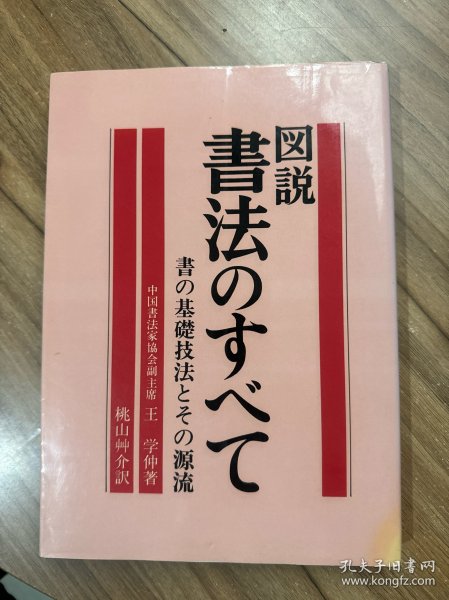 図説
書法のすべて
書の基礎技法とその源流
中国書法家協会副主席 王 学仲著
桃山艸介訳
孔夫子旧书网
www.kongfz.com